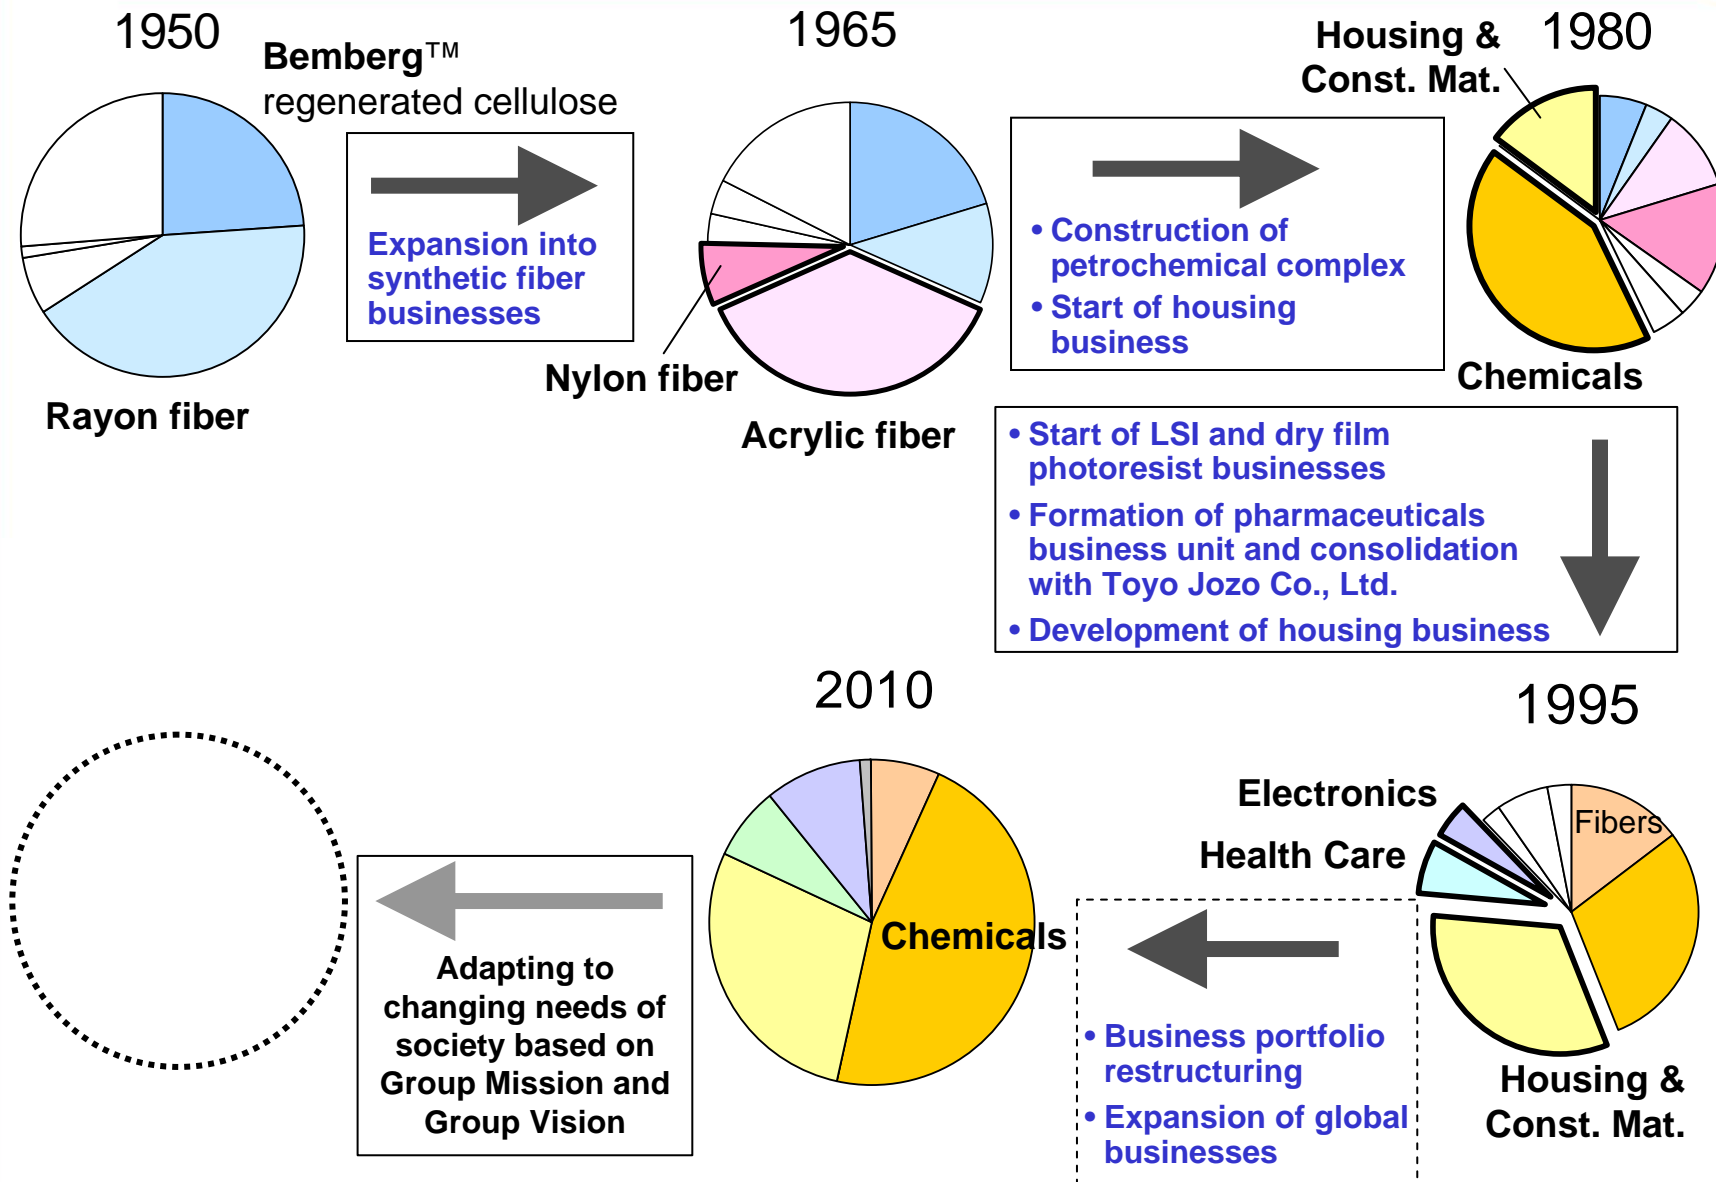 1950
Bemberg™
regenerated cellulose
Expansion into
synthetic fiber
businesses
Rayon fiber
1965
Nylon fiber
Acrylic fiber
• Construction of
petrochemical complex
• Start of housing
business
Housing &
Const. Mat.
1980
Chemicals
• Start of LSI and dry film
photoresist businesses
• Formation of pharmaceuticals
business unit and consolidation
with Toyo Jozo Co., Ltd.
• Development of housing business
1995
Electronics
Health Care
Fibers
Housing &
Const. Mat.
• Business portfolio
restructuring
• Expansion of global
businesses
2010
Chemicals
Adapting to
changing needs of
society based on
Group Mission and
Group Vision